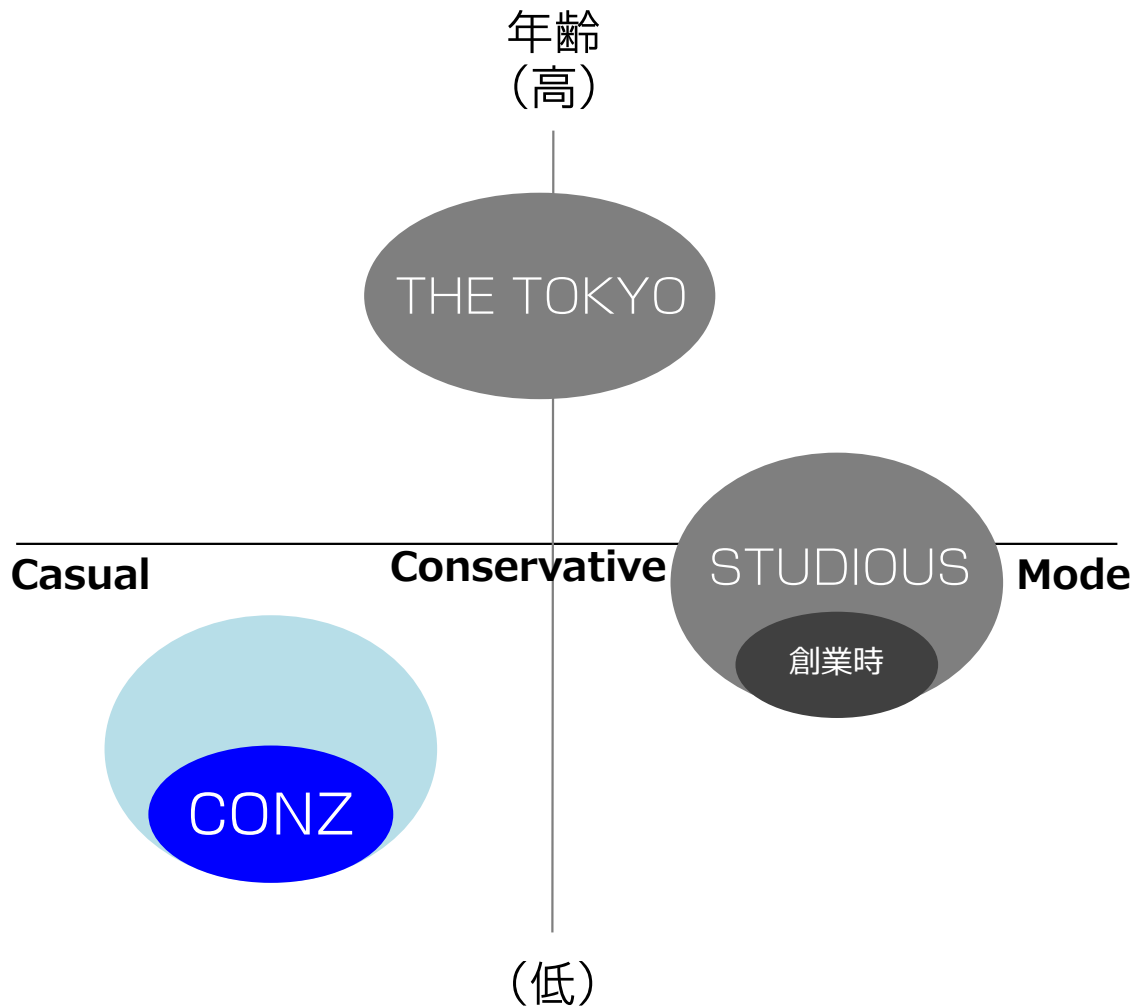 年齢
（高）
THE TOKYO
Casual
Conservative
STUDIOUS
Mode
創業時
CONZ
（低）